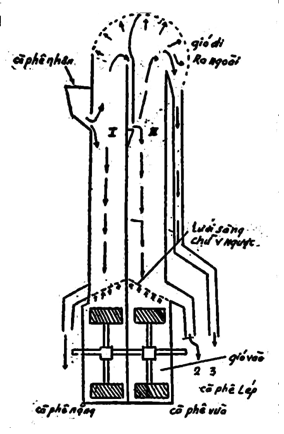 cà phê nhân
gió đi
Ra ngoài
I
II
Lưới sàng
chữ V ngược
gió vào
2 3
cà phê Lép
cà phê nặng
cà phê vừa